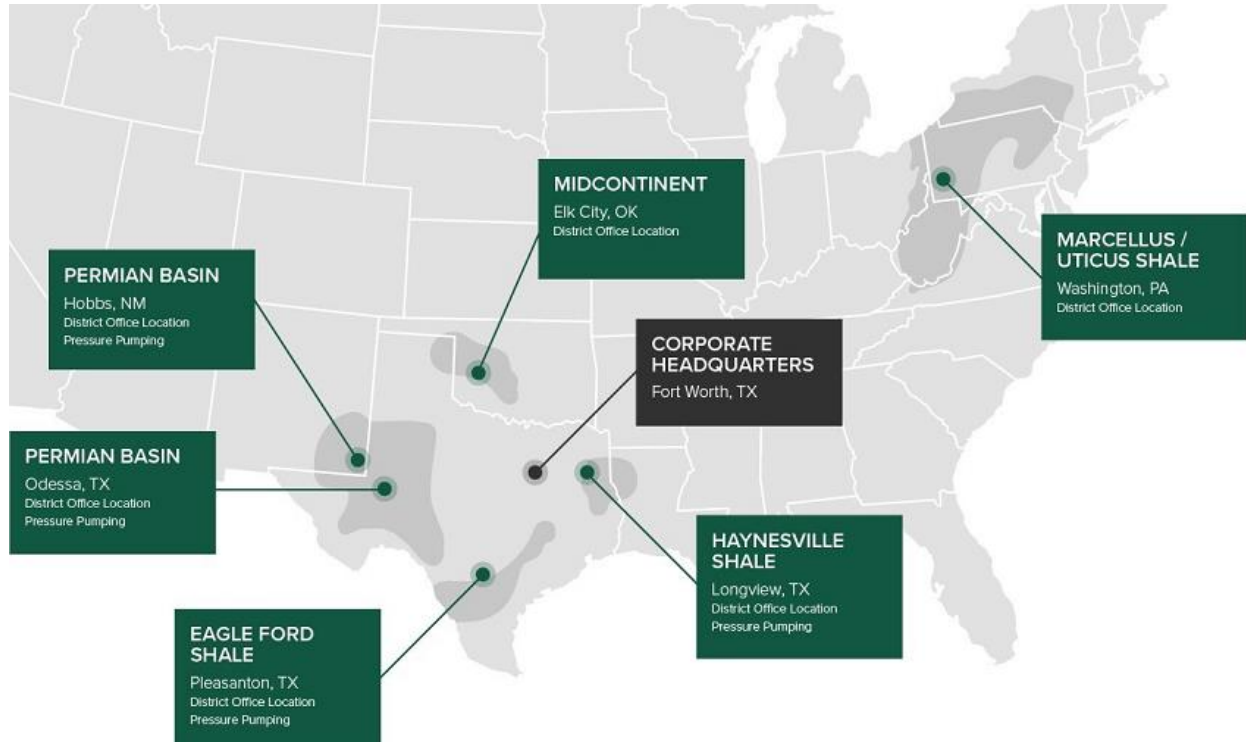 MIDCONTINENT
Elk City, OK
District Office Location
MARCELLUS /
UTICUS SHALE
Washington, PA
District Office Location
PERMIAN BASIN
Hobbs, NM
District Office Location
Pressure Pumping
CORPORATE
HEADQUARTERS
Fort Worth, TX
PERMIAN BASIN
Odessa, TX
District Office Location
Pressure Pumping
HAYNESVILLE
SHALE
Longview, TX
District Office Location
Pressure Pumping
EAGLE FORD
SHALE
Pleasanton, TX
District Office Location
Pressure Pumping